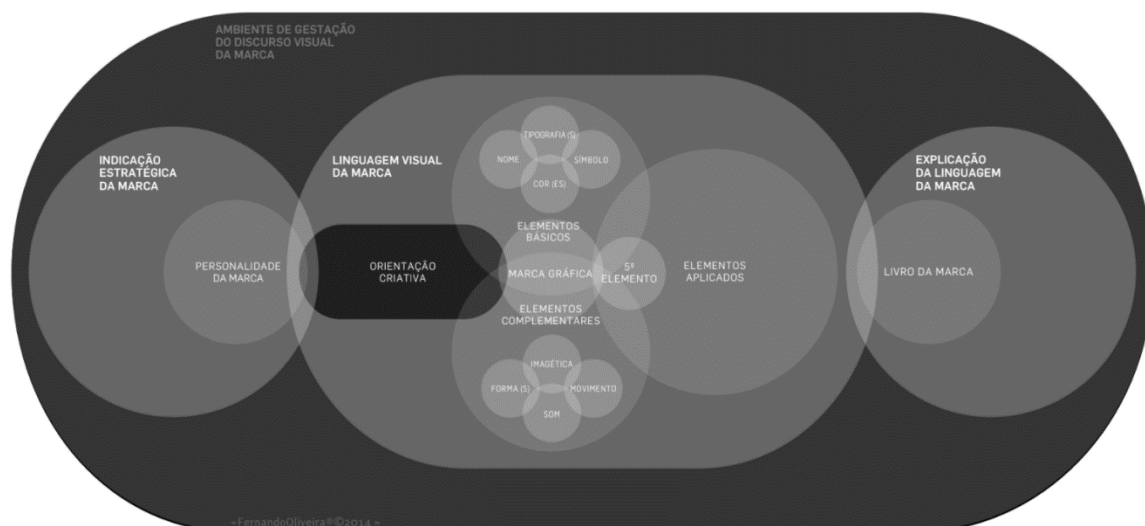 AMBIENTE DE GESTAÇÃO
DO DISCURSO VISUAL
DA MARCA
INDICAÇÃO
ESTRATÉGICA
DA MARCA
PERSONALIDADE
DA MARCA
LINGUAGEM VISUAL
DA MARCA
ORIENTAÇÃO
CRIATIVA
TIPOGRAFIA (S)
NOME
SÍMBOLO
COR (ES)
ELEMENTOS
BÁSICOS
MARCA GRÁFICA
5º
ELEMENTO
ELEMENTOS
COMPLEMENTARES
IMAGÉTICA
FORMA (S)
MOVIMENTO
SOM
ELEMENTOS
APLICADOS
EXPLICAÇÃO
DA LINGUAGEM
DA MARCA
LIVRO DA MARCA
=FernandoOliveira®©2014 =